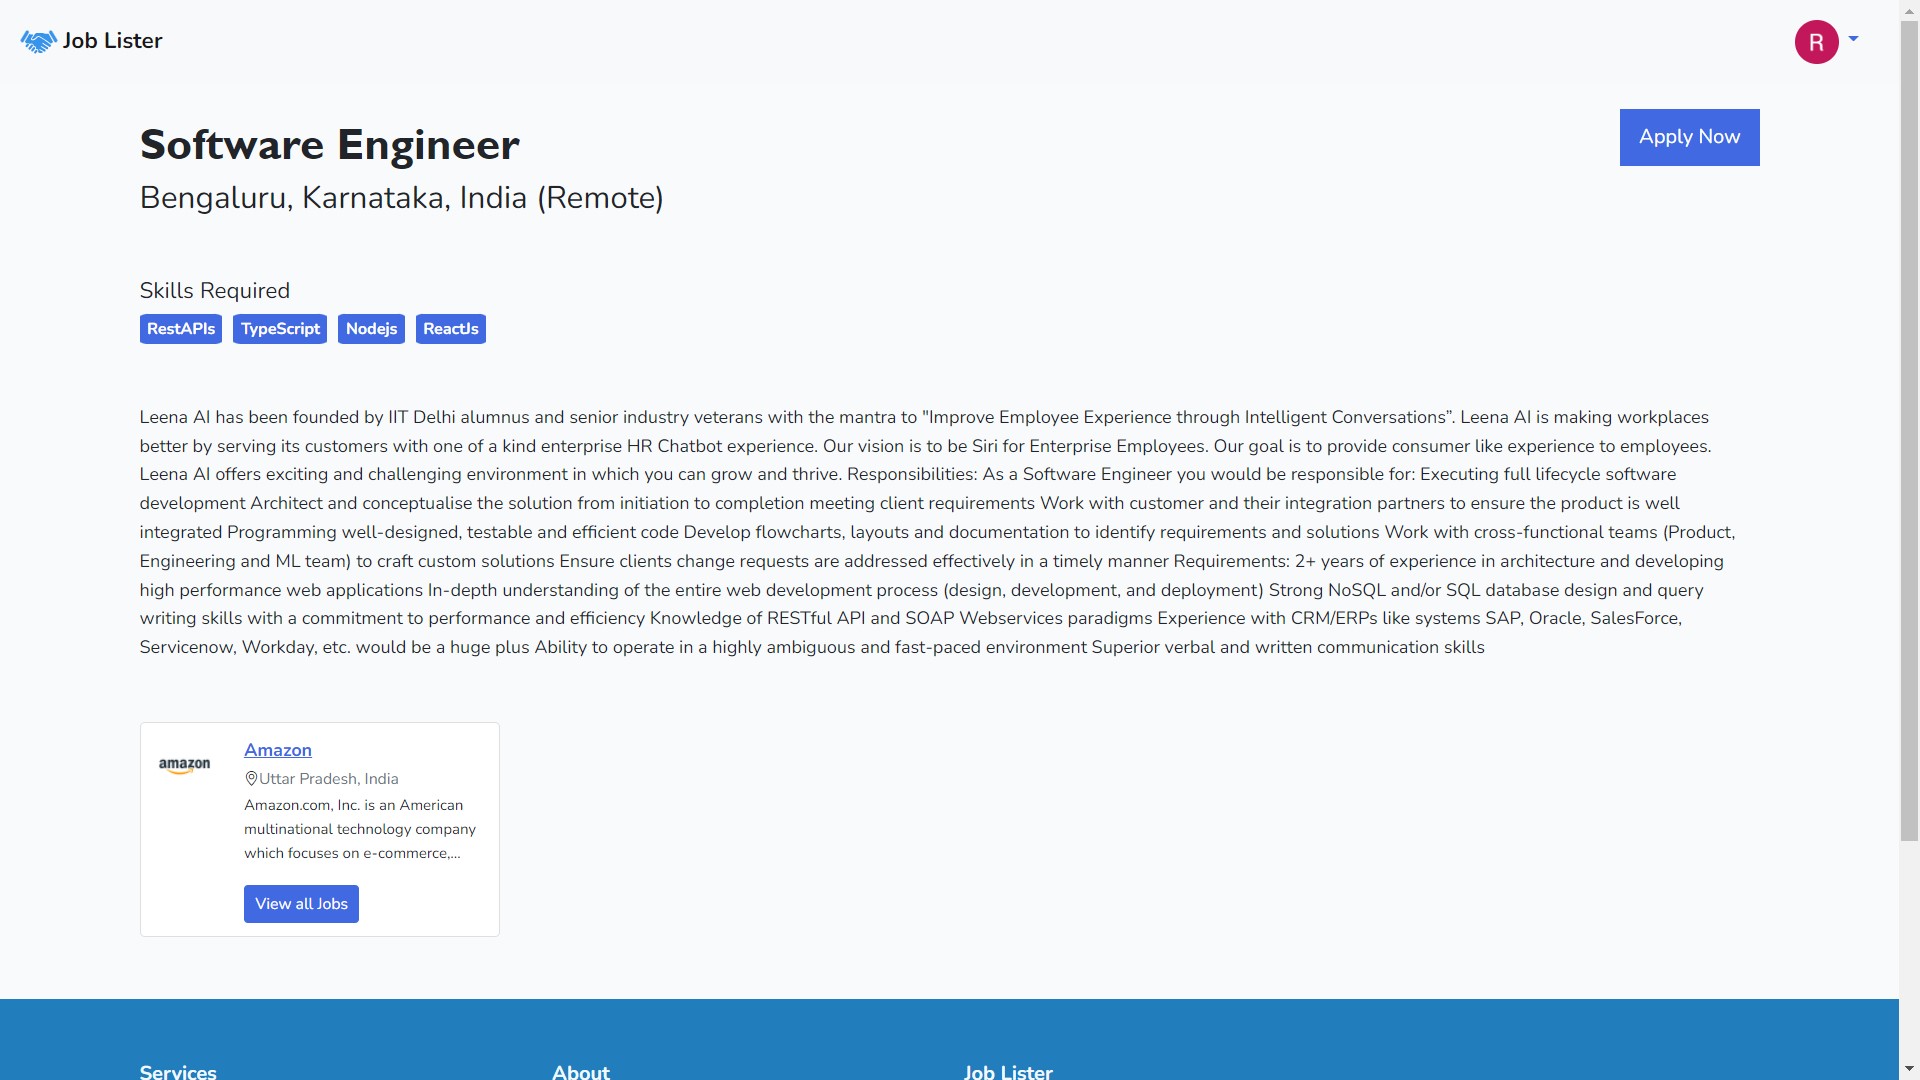 Job Lister
R
Software Engineer
Apply Now
Bengaluru, Karnataka, India (Remote)
Skills Required
RestAPIs TypeScript Nodejs ReactJs
Leena AI has been founded by IIT Delhi alumnus and senior industry veterans with the mantra to "Improve Employee Experience through Intelligent Conversations”. Leena AI is making workplaces
better by serving its customers with one of a kind enterprise HR Chatbot experience. Our vision is to be Siri for Enterprise Employees. Our goal is to provide consumer like experience to employees.
Leena AI offers exciting and challenging environment in which you can grow and thrive. Responsibilities: As a Software Engineer you would be responsible for: Executing full lifecycle software
development Architect and conceptualise the solution from initiation to completion meeting client requirements Work with customer and their integration partners to ensure the product is well
integrated Programming well-designed, testable and efficient code Develop flowcharts, layouts and documentation to identify requirements and solutions Work with cross-functional teams (Product,
Engineering and ML team) to craft custom solutions Ensure clients change requests are addressed effectively in a timely manner Requirements: 2+ years of experience in architecture and developing
high performance web applications In-depth understanding of the entire web development process (design, development, and deployment) Strong NoSQL and/or SQL database design and query
writing skills with a commitment to performance and efficiency Knowledge of RESTful API and SOAP Webservices paradigms Experience with CRM/ERPs like systems SAP, Oracle, SalesForce,
Servicenow, Workday, etc. would be a huge plus Ability to operate in a highly ambiguous and fast-paced environment Superior verbal and written communication skills
amazon
Amazon
Uttar Pradesh, India
Amazon.com, Inc. is an American
multinational technology company
which focuses on e-commerce,...
View all Jobs
Services About Job Lister